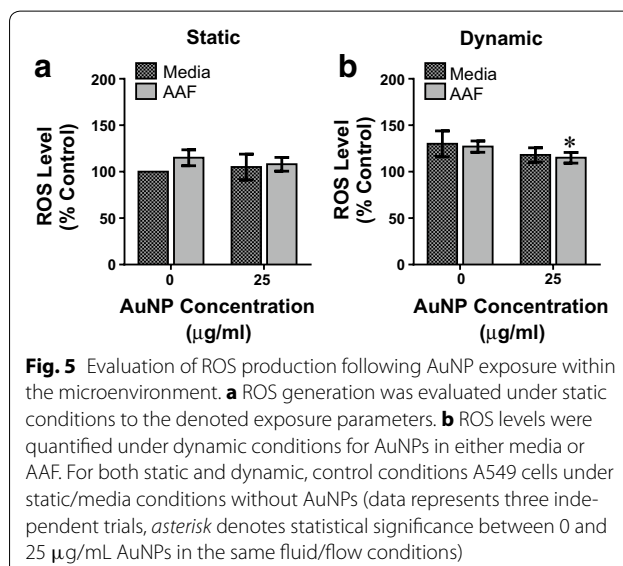 Static
Dynamic
a
b
Media
AAF
Media
AAF
200
150
100
50
0
200
150
100
50
0
ROS Level
(% Control)
ROS Level
(% Control)
*
0
25
0
25
AuNP Concentration
(μg/ml)
AuNP Concentration
(μg/ml)
Fig. 5 Evaluation of ROS production following AuNP exposure within
the microenvironment. a ROS generation was evaluated under static
conditions to the denoted exposure parameters. b ROS levels were
quantified under dynamic conditions for AuNPs in either media or
AAF. For both static and dynamic, control conditions A549 cells under
static/media conditions without AuNPs (data represents three inde-
pendent trials, asterisk denotes statistical significance between 0 and
25 μg/mL AuNPs in the same fluid/flow conditions)